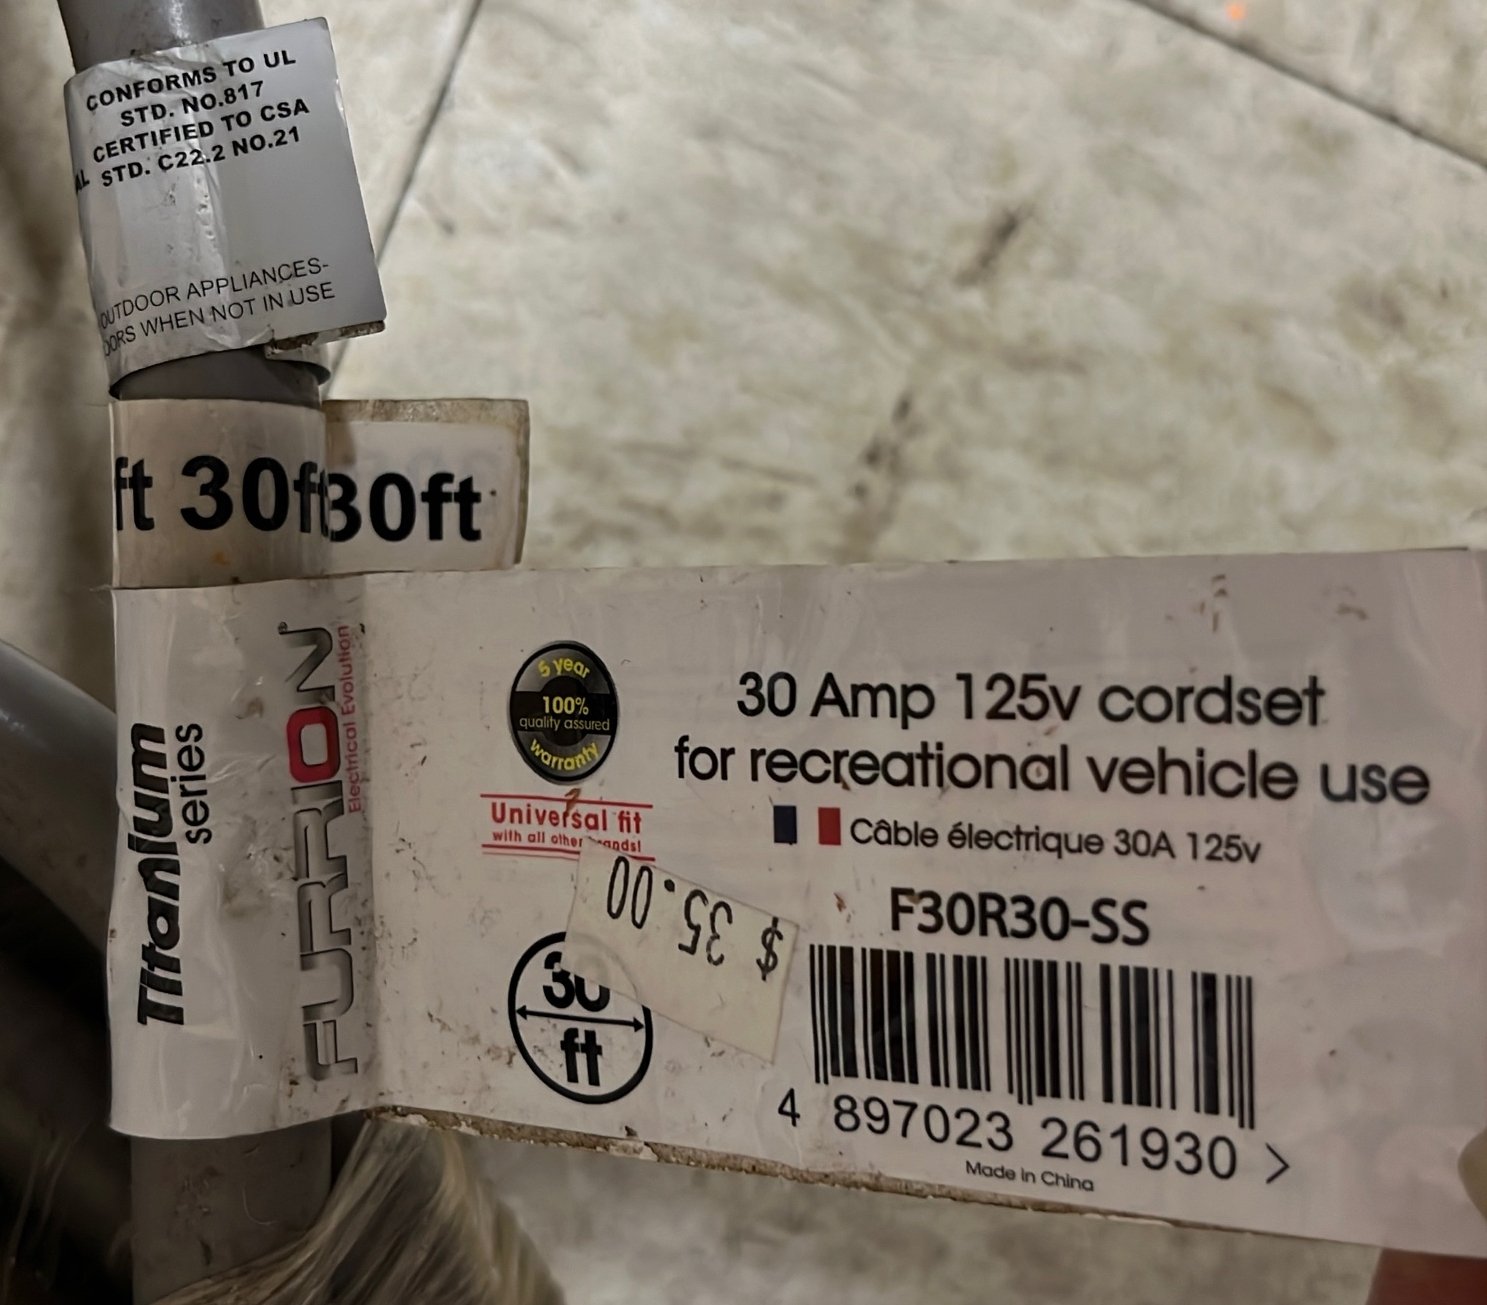 CONFORMS TO UL
STD. NO.817
CERTIFIED TO CSA
STD. C22.2 NO.21
OUTDOOR APPLIANCES-
WHEN NOT IN USE
ft 30ft
30ft
Titanium
series
FURRION®
Electrical Evolution
5 year
100%
quality assured
warranty
Universal fit
with all other
30 Amp 125v cordset
for recreational vehicle use
Câble électrique 30A 125v
F30R30-SS
$ 35.00
30
ft
4 897023 261930 >
Made in China